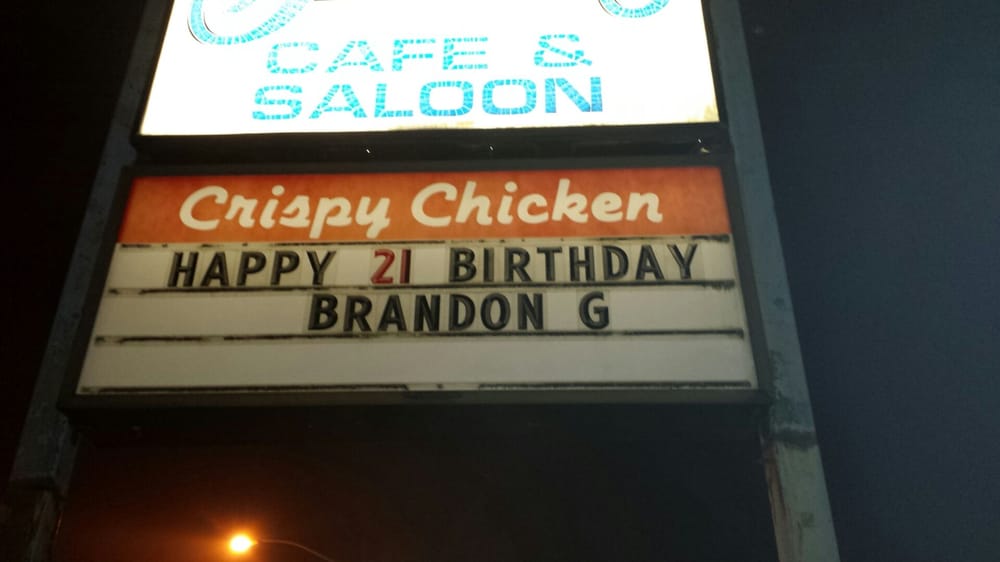 CAFE &
SALOON
Crispy Chicken
HAPPY 21 BIRTHDAY
BRANDON G